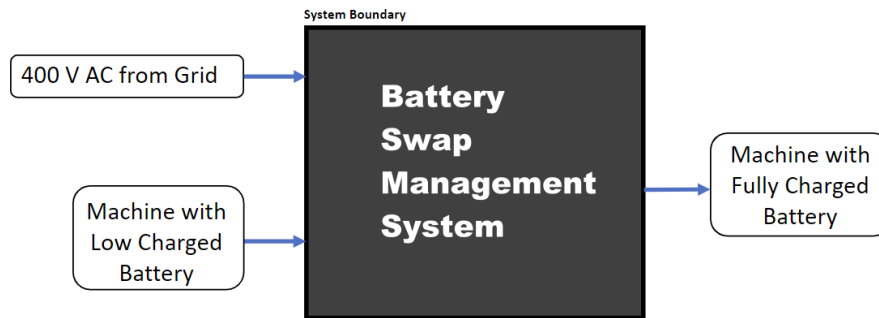 System Boundary
400 V AC from Grid
Battery
Swap
Management
System
Machine with
Low Charged
Battery
Machine with
Fully Charged
Battery